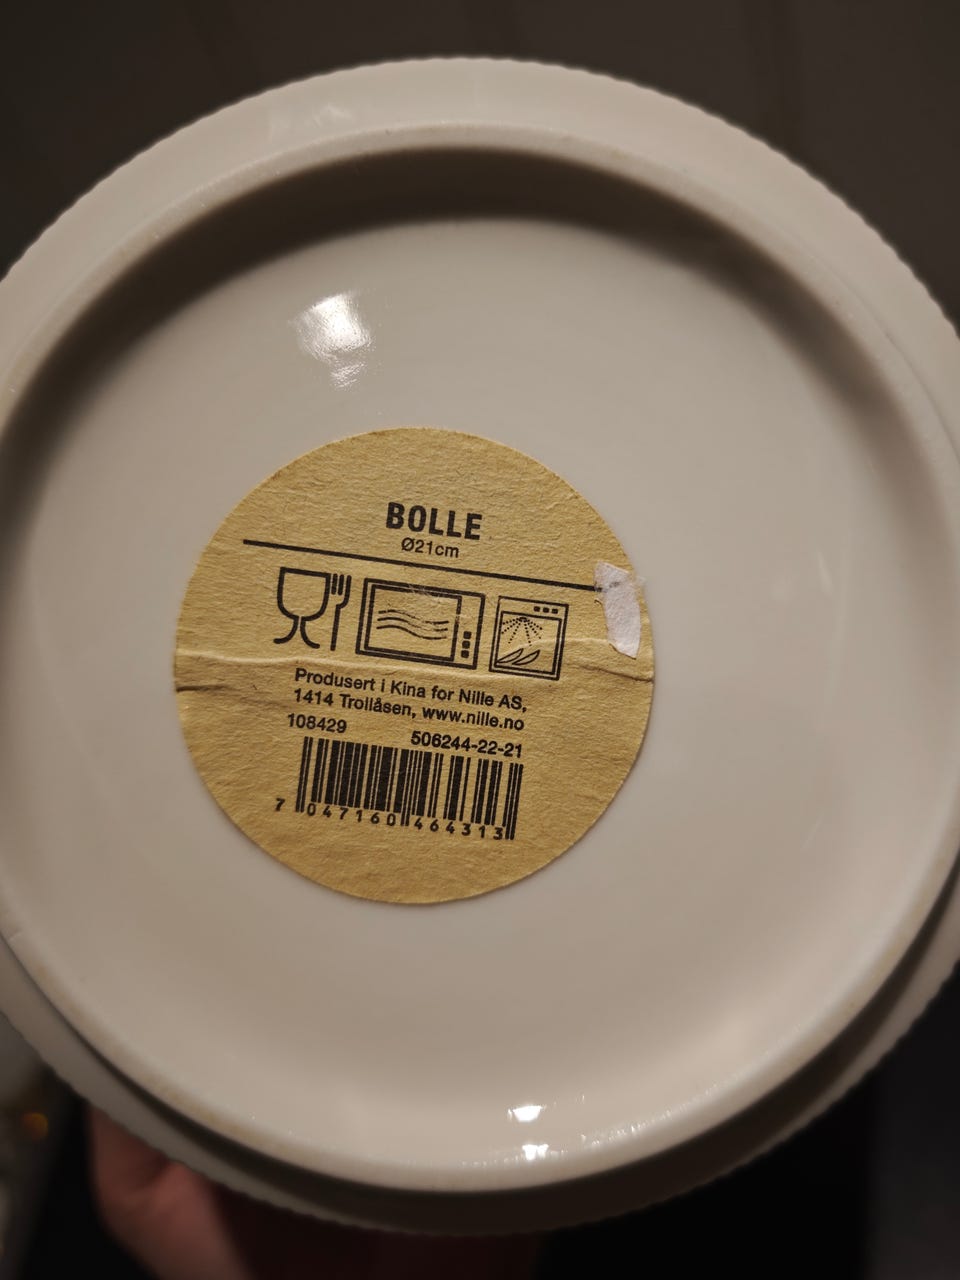 BOLLE
Ø21cm
Produsert i Kina for Nille AS,
1414 Trollåsen, www.nille.no
108429 506244-22-21
7 047160 464313